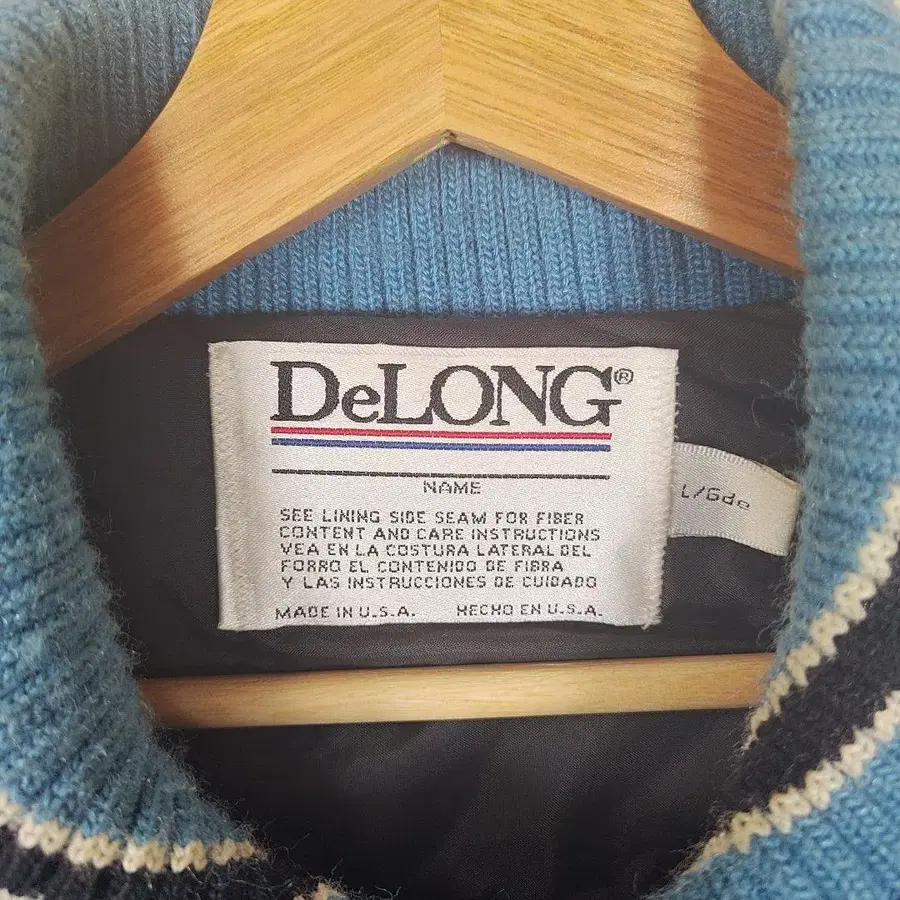 DeLONG®
NAME
SEE LINING SIDE SEAM FOR FIBER
CONTENT AND CARE INSTRUCTIONS
VEA EN LA COSTURA LATERAL DEL
FORRO EL CONTENIDO DE FIBRA
Y LAS INSTRUCCIONES DE CUIDADO
MADE IN U.S.A. HECHO EN U.S.A.
L/Gde